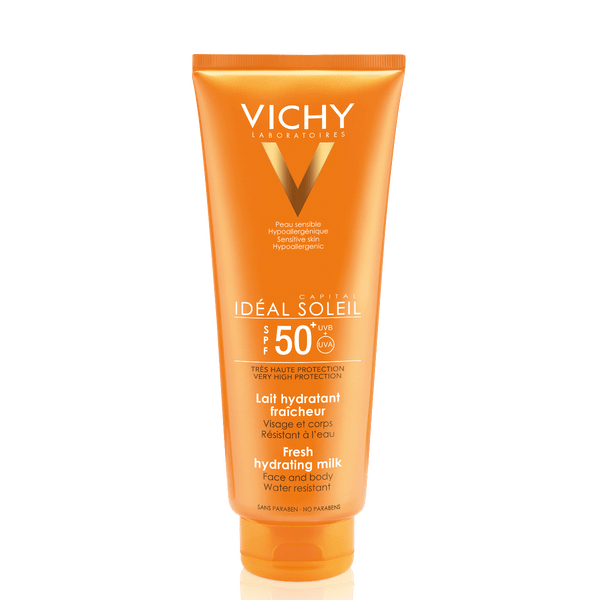 VICHY
LABORATOIRES
Peau sensible
Hypoallergénique
Sensitive skin
Hypoallergenic
CAPITAL
IDÉAL SOLEIL
SPF 50+ UVB + UVA
TRÈS HAUTE PROTECTION
VERY HIGH PROTECTION
Lait hydratant
fraîcheur
Visage et corps
Résistant à l'eau
Fresh
hydrating milk
Face and body
Water resistant
SANS PARABEN - NO PARABENS